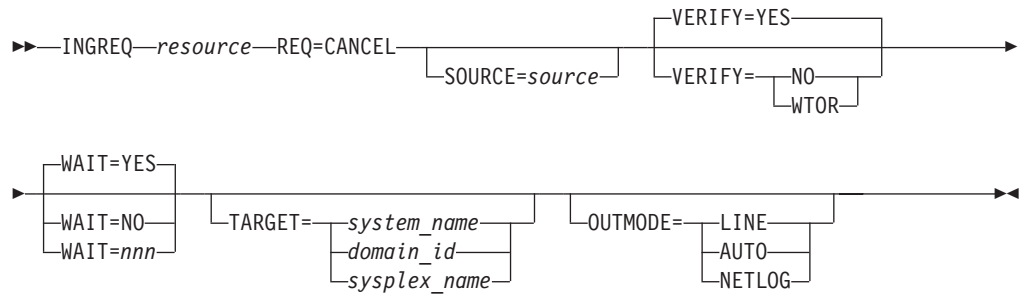 VERIFY=YES
INGREQ resource REQ=CANCEL
SOURCE=source VERIFY= NO
WTOR
WAIT=YES
WAIT=NO TARGET= system_name OUTMODE= LINE
WAIT=nnn domain_id AUTO
sysplex_name NETLOG